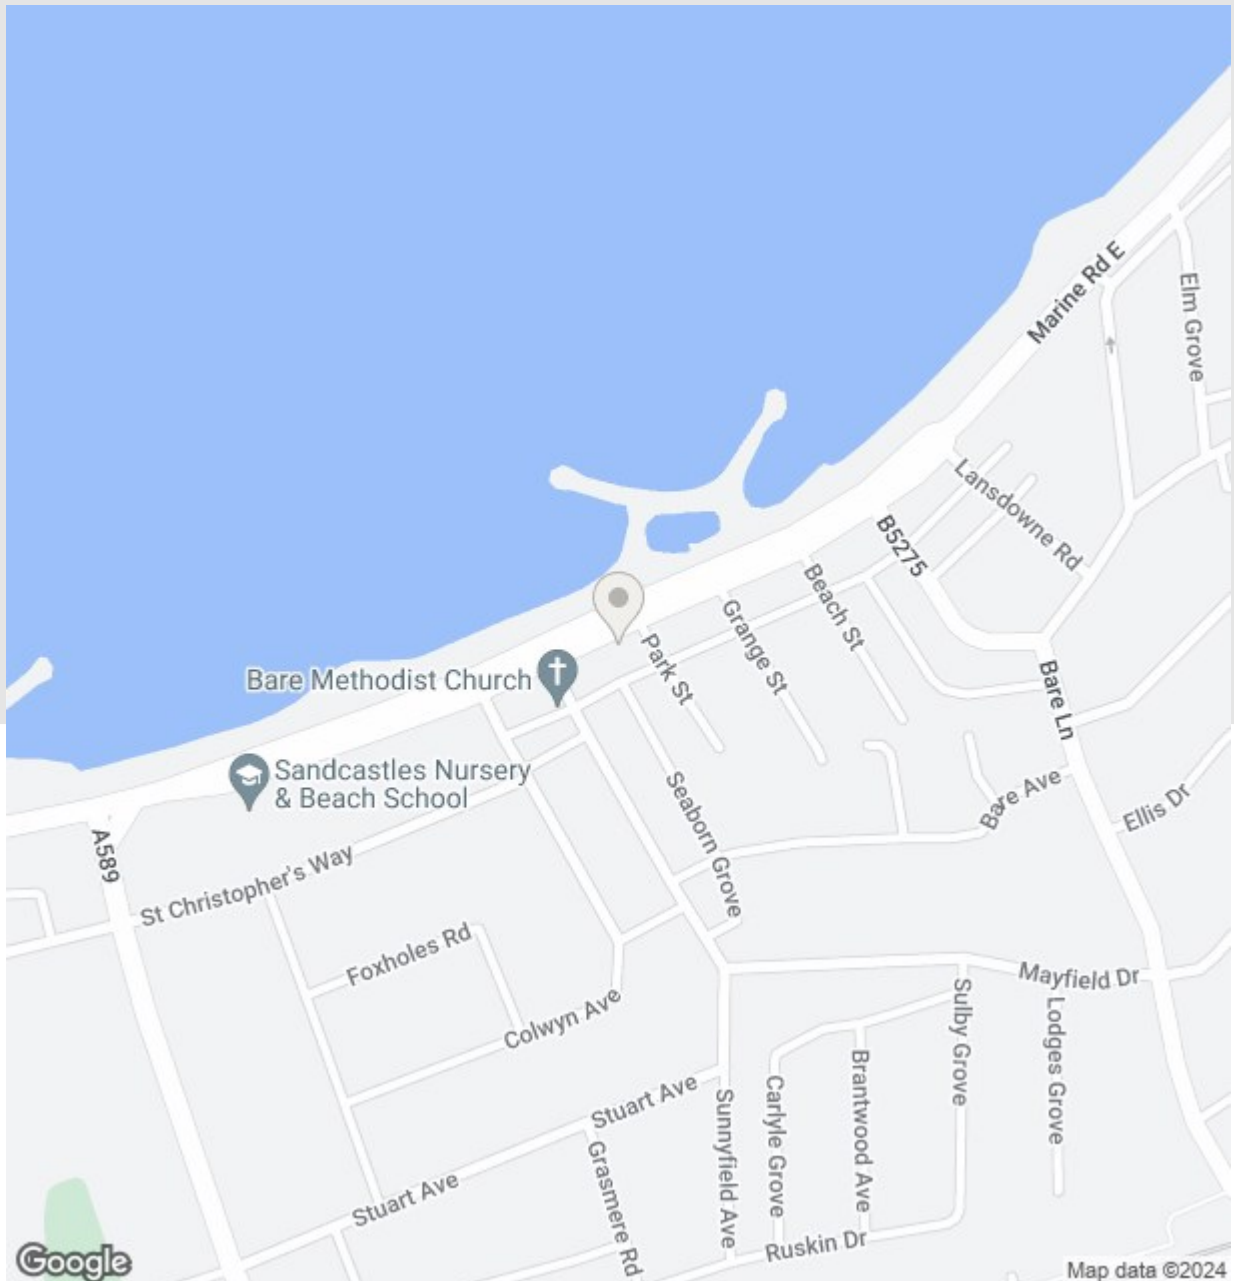 Marine Rd E
Elm Grove
Lansdowne Rd
B5275
Beach St
Grange St
Park St
Bare Methodist Church
Bare Ln
Sandcastles Nursery
& Beach School
Seaborn Grove
Bare Ave
Ellis Dr
A589
St Christopher's Way
Foxholes Rd
Mayfield Dr
Colwyn Ave
Sulby Grove
Lodges Grove
Stuart Ave
Sunnyfield Ave
Carlyle Grove
Brantwood Ave
Grasmere Rd
Stuart Ave
Ruskin Dr
Google
Map data ©2024